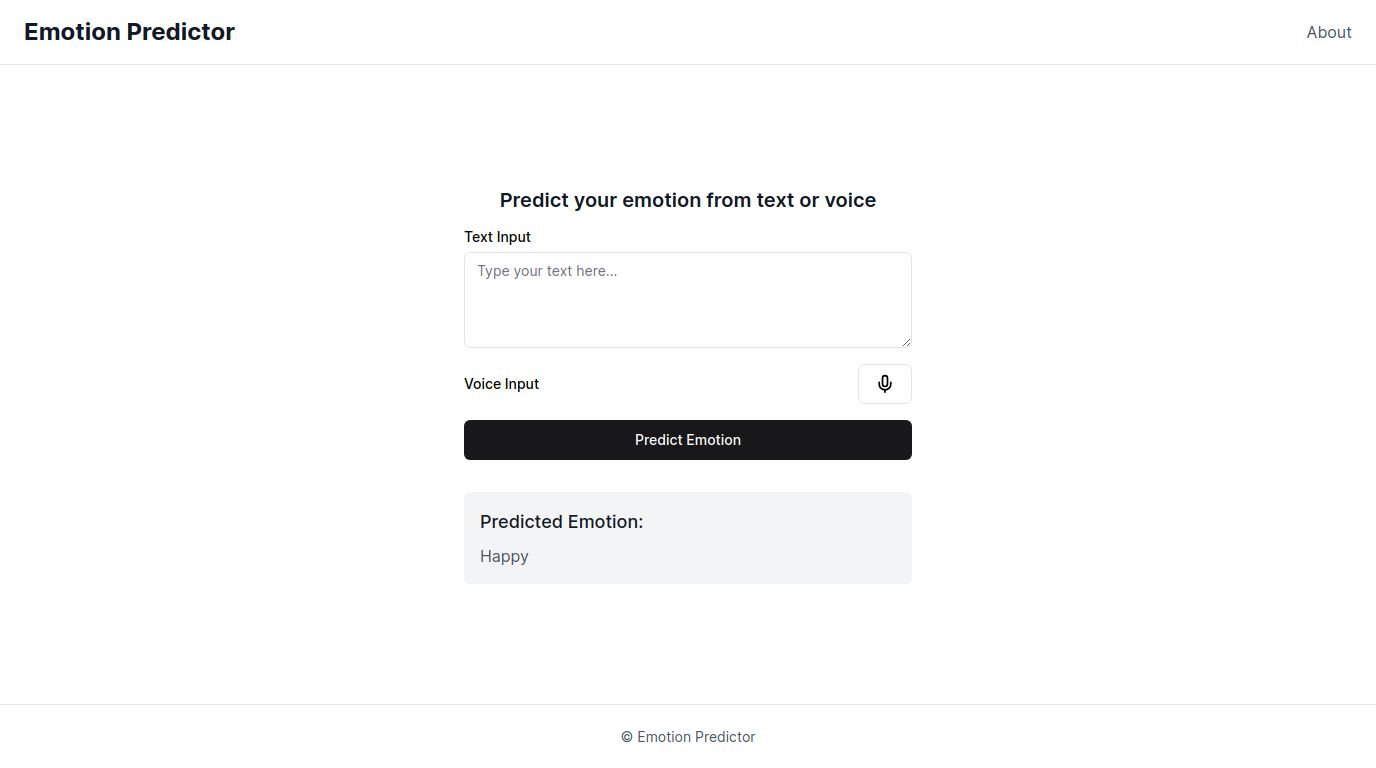 Emotion Predictor
About
Predict your emotion from text or voice
Text Input
Type your text here...
Voice Input
Predict Emotion
Predicted Emotion:
Happy
© Emotion Predictor